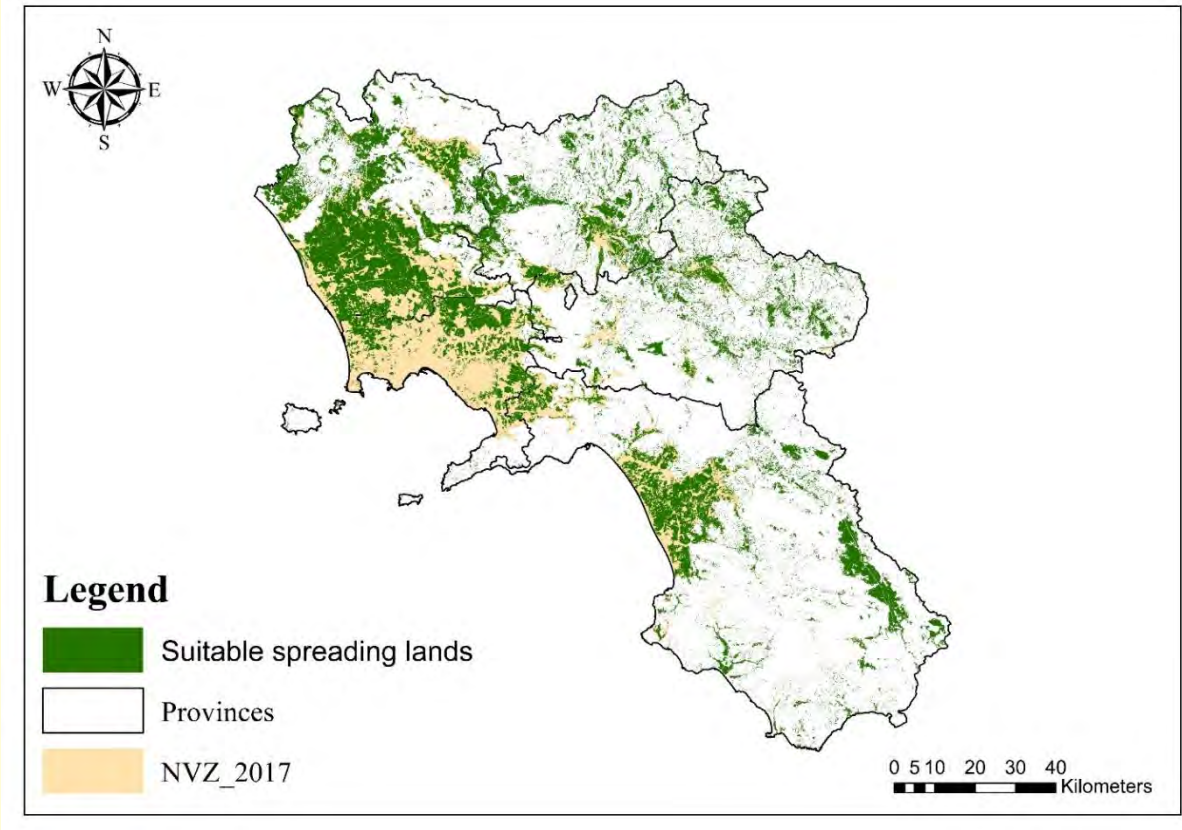 N
W E
S
Legend
Suitable spreading lands
Provinces
NVZ_2017
0 5 10 20 30 40
Kilometers